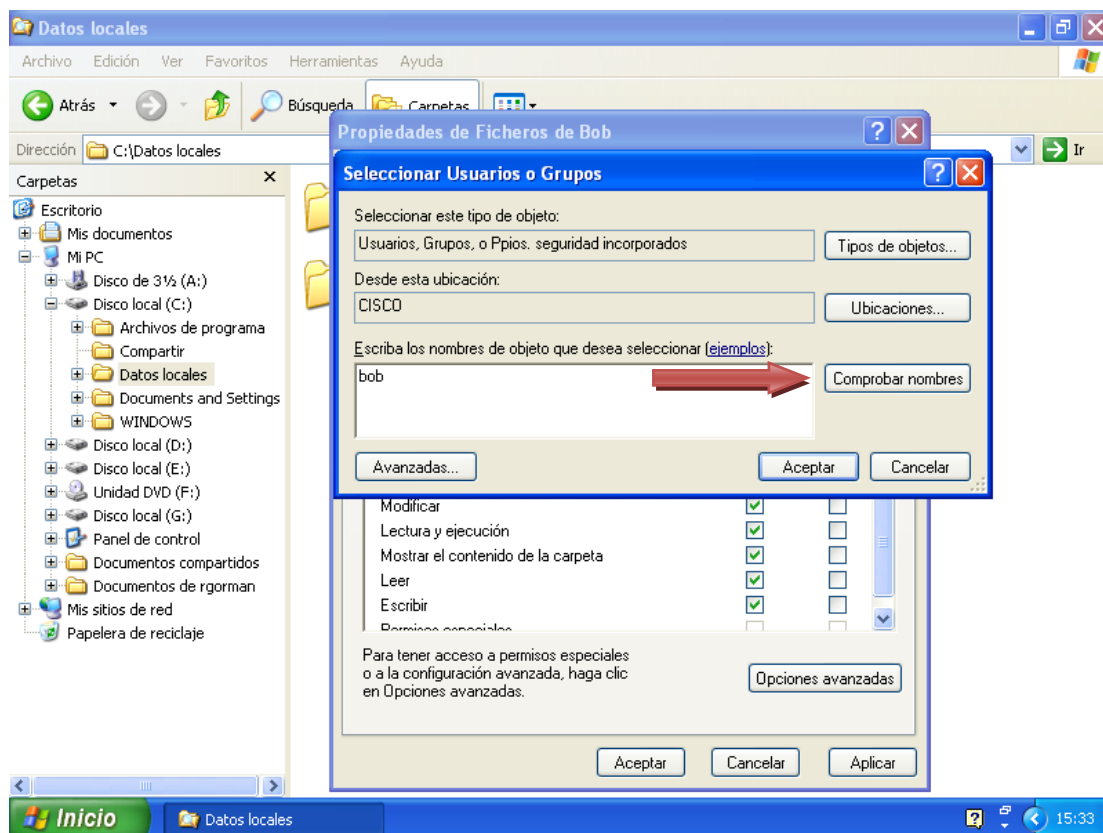 Datos locales
Archivo Edición Ver Favoritos Herramientas Ayuda
Atrás Búsqueda Carpetas
Dirección C:\Datos locales Ir
Carpetas
Escritorio
Mis documentos
Mi PC
Disco de 3½ (A:)
Disco local (C:)
Archivos de programa
Compartir
Datos locales
Documents and Settings
WINDOWS
Disco local (D:)
Disco local (E:)
Unidad DVD (F:)
Disco local (G:)
Panel de control
Documentos compartidos
Documentos de rgorman
Mis sitios de red
Papelera de reciclaje
Propiedades de Ficheros de Bob
Seleccionar Usuarios o Grupos
Seleccionar este tipo de objeto:
Usuarios, Grupos, o Ppios. seguridad incorporados Tipos de objetos...
Desde esta ubicación:
CISCO Ubicaciones...
Escriba los nombres de objeto que desea seleccionar (ejemplos):
bob Comprobar nombres
Avanzadas... Aceptar Cancelar
Modificar
Lectura y ejecución
Mostrar el contenido de la carpeta
Leer
Escribir
Permisos especiales
Para tener acceso a permisos especiales
o a la configuración avanzada, haga clic
en Opciones avanzadas.
Opciones avanzadas
Aceptar Cancelar Aplicar
Inicio Datos locales 15:33